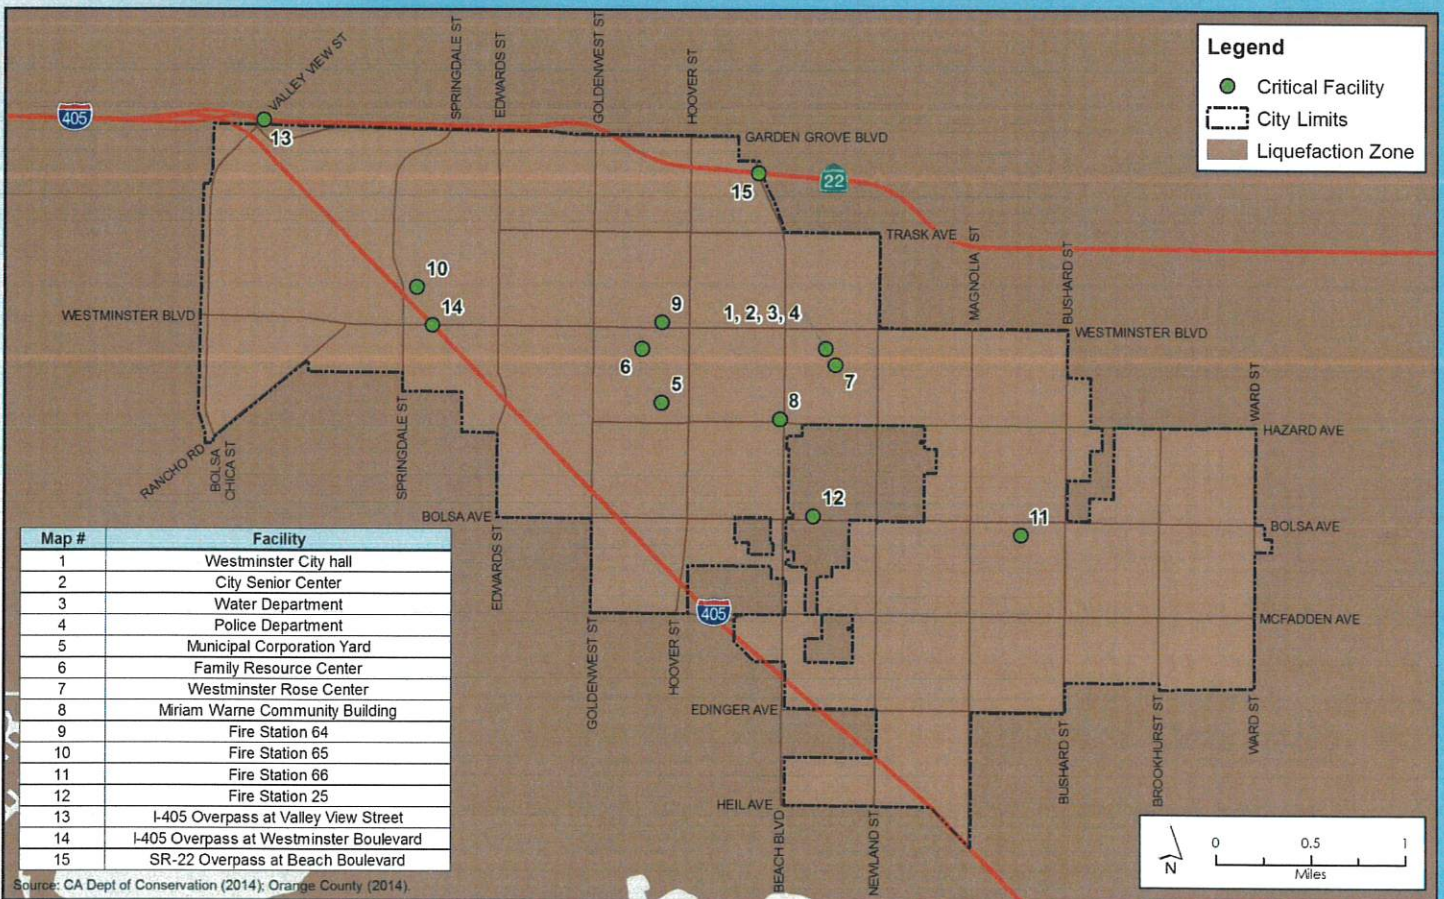 Legend
Critical Facility
City Limits
Liquefaction Zone
VALLEY VIEW ST
SPRINGDALE ST
EDWARDS ST
GOLDENWEST ST
HOOVER ST
405
13
GARDEN GROVE BLVD
15
22
TRASK AVE
MAGNOLIA ST
BUSHARD ST
10
14
9
1, 2, 3, 4
WESTMINSTER BLVD
WESTMINSTER BLVD
6
7
5
8
WARD ST
HAZARD AVE
RANCHO RD
BOLSA
CHICA ST
SPRINGDALE ST
12
11
BOLSA AVE
BOLSA AVE
EDWARDS ST
405
MCFADDEN AVE
GOLDENWEST ST
HOOVER ST
EDINGER AVE
BUSHARD ST
BROOKHURST ST
WARD ST
HEIL AVE
BEACH BLVD
NEWLAND ST
Map # Facility
1 Westminster City hall
2 City Senior Center
3 Water Department
4 Police Department
5 Municipal Corporation Yard
6 Family Resource Center
7 Westminster Rose Center
8 Miriam Warne Community Building
9 Fire Station 64
10 Fire Station 65
11 Fire Station 66
12 Fire Station 25
13 I-405 Overpass at Valley View Street
14 I-405 Overpass at Westminster Boulevard
15 SR-22 Overpass at Beach Boulevard
Source: CA Dept of Conservation (2014); Orange County (2014).
N
0 0.5 1
Miles